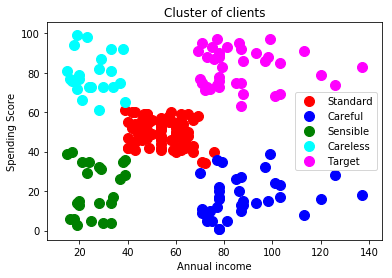 Cluster of clients
100
80
60
40
20
0
Spending Score
Standard
Careful
Sensible
Careless
Target
20 40 60 80 100 120 140
Annual income